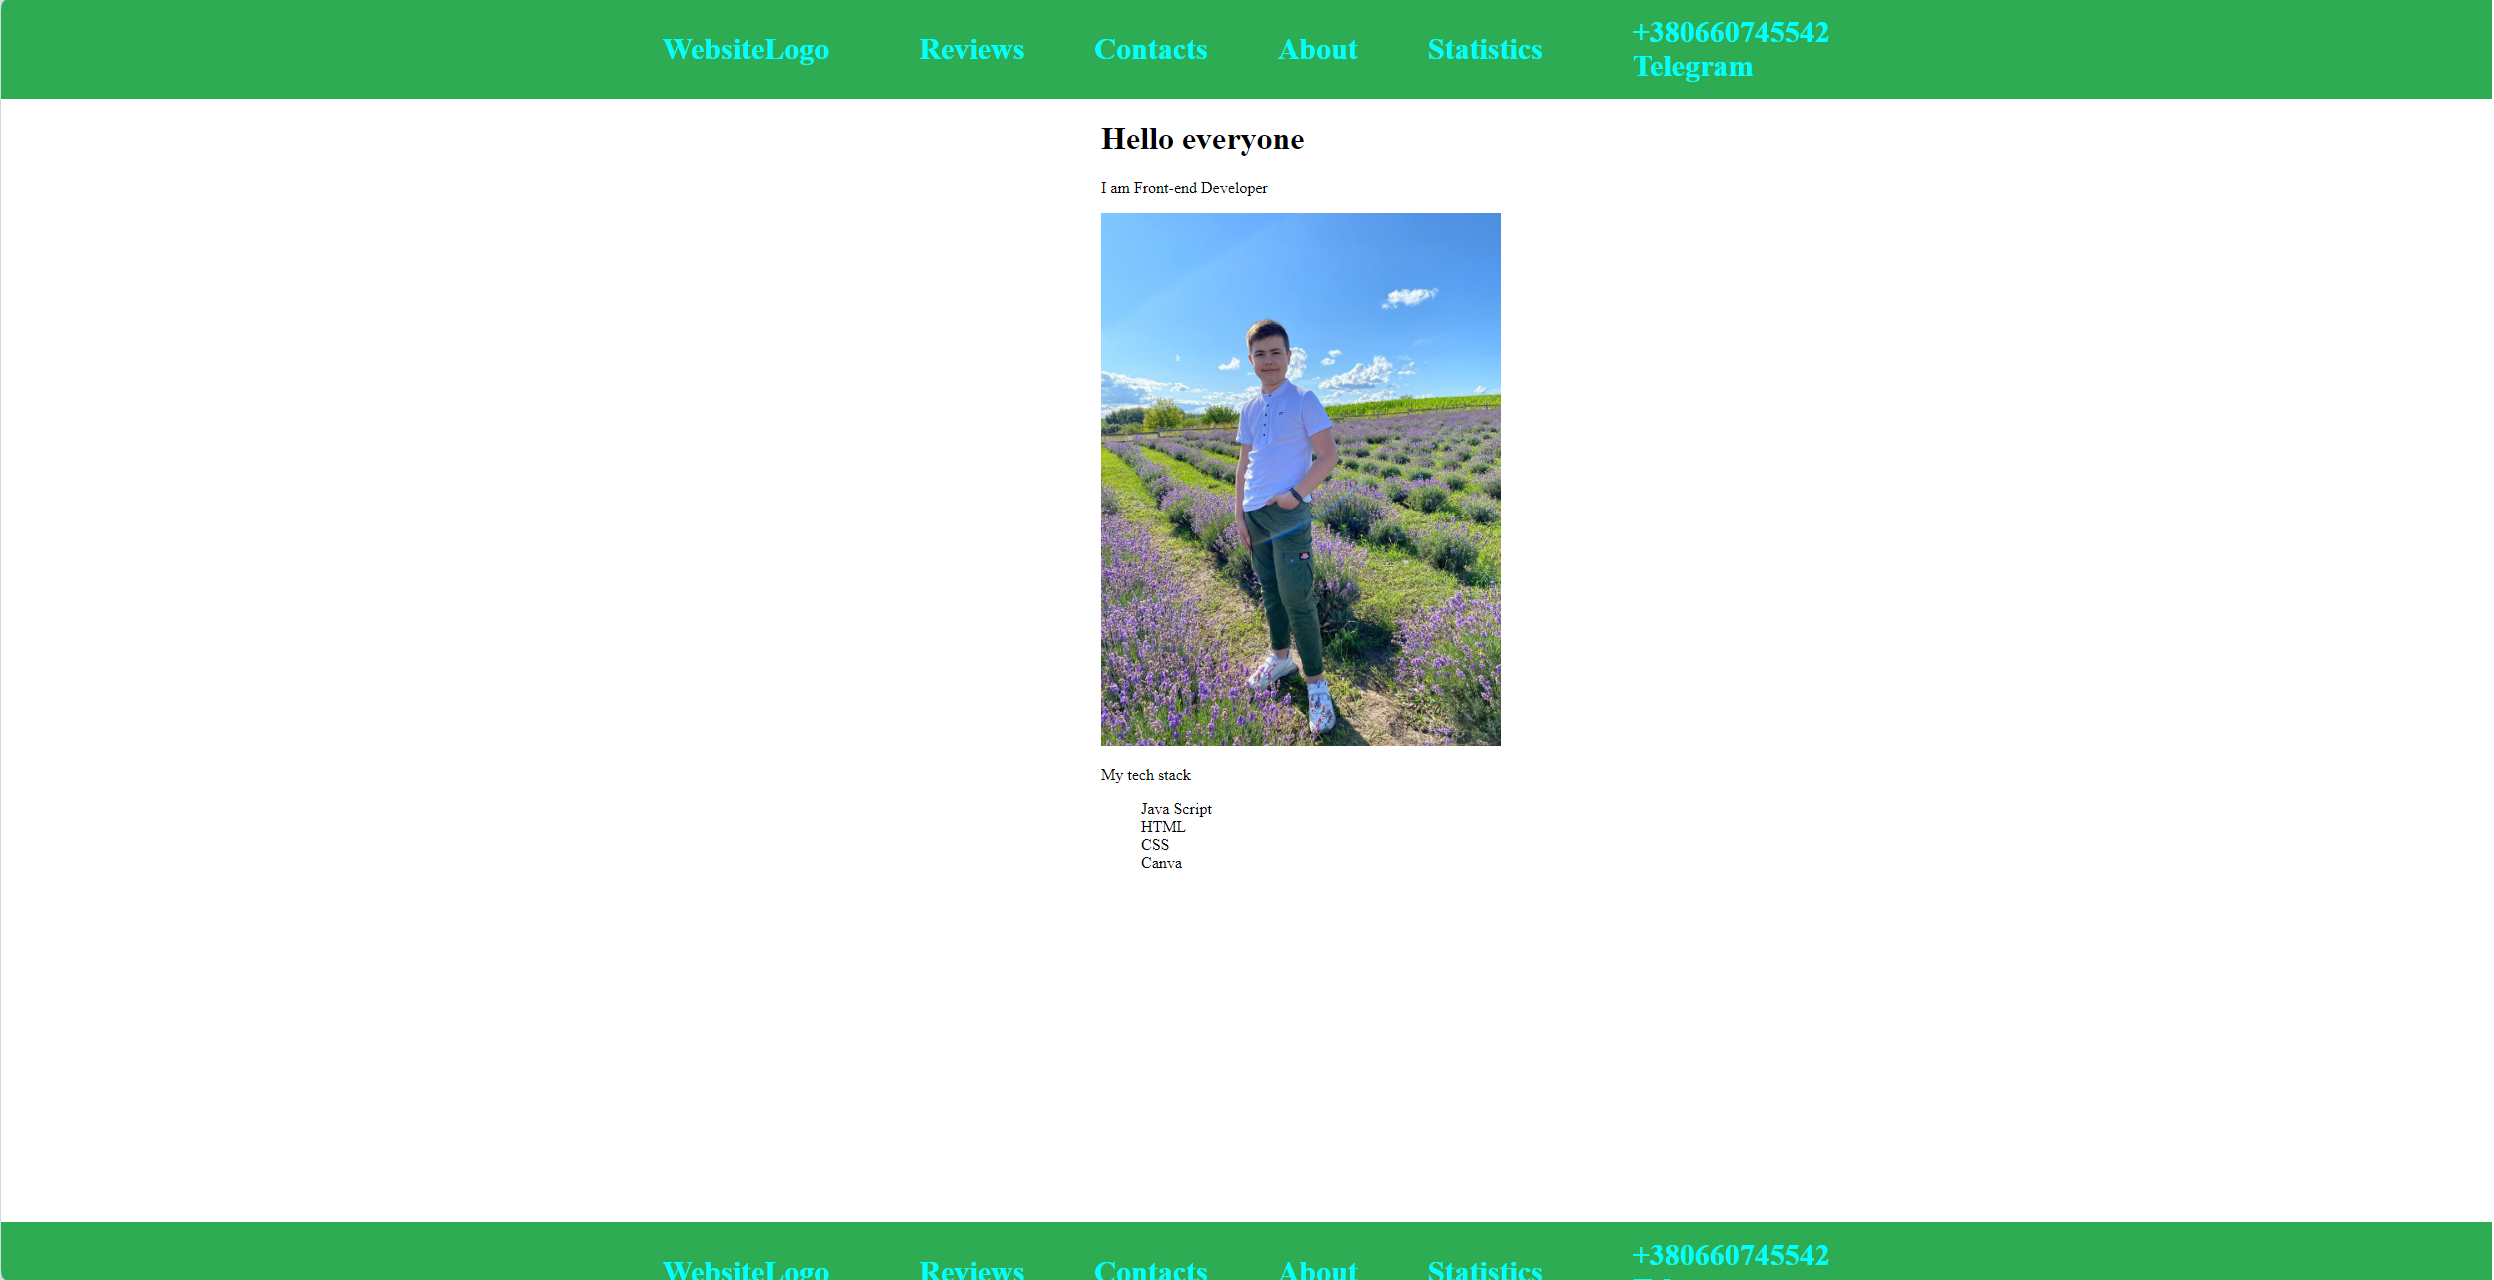 WebsiteLogo Reviews Contacts About Statistics +380660745542
Telegram
Hello everyone
I am Front-end Developer
My tech stack
Java Script
HTML
CSS
Canva
WebsiteLogo Reviews Contacts About Statistics +380660745542